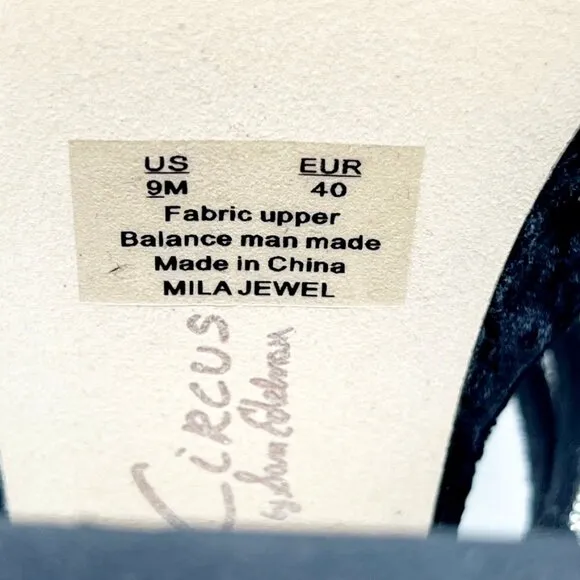 US EUR
9M 40
Fabric upper
Balance man made
Made in China
MILA JEWEL
CIRCUS
by Sam Edelman